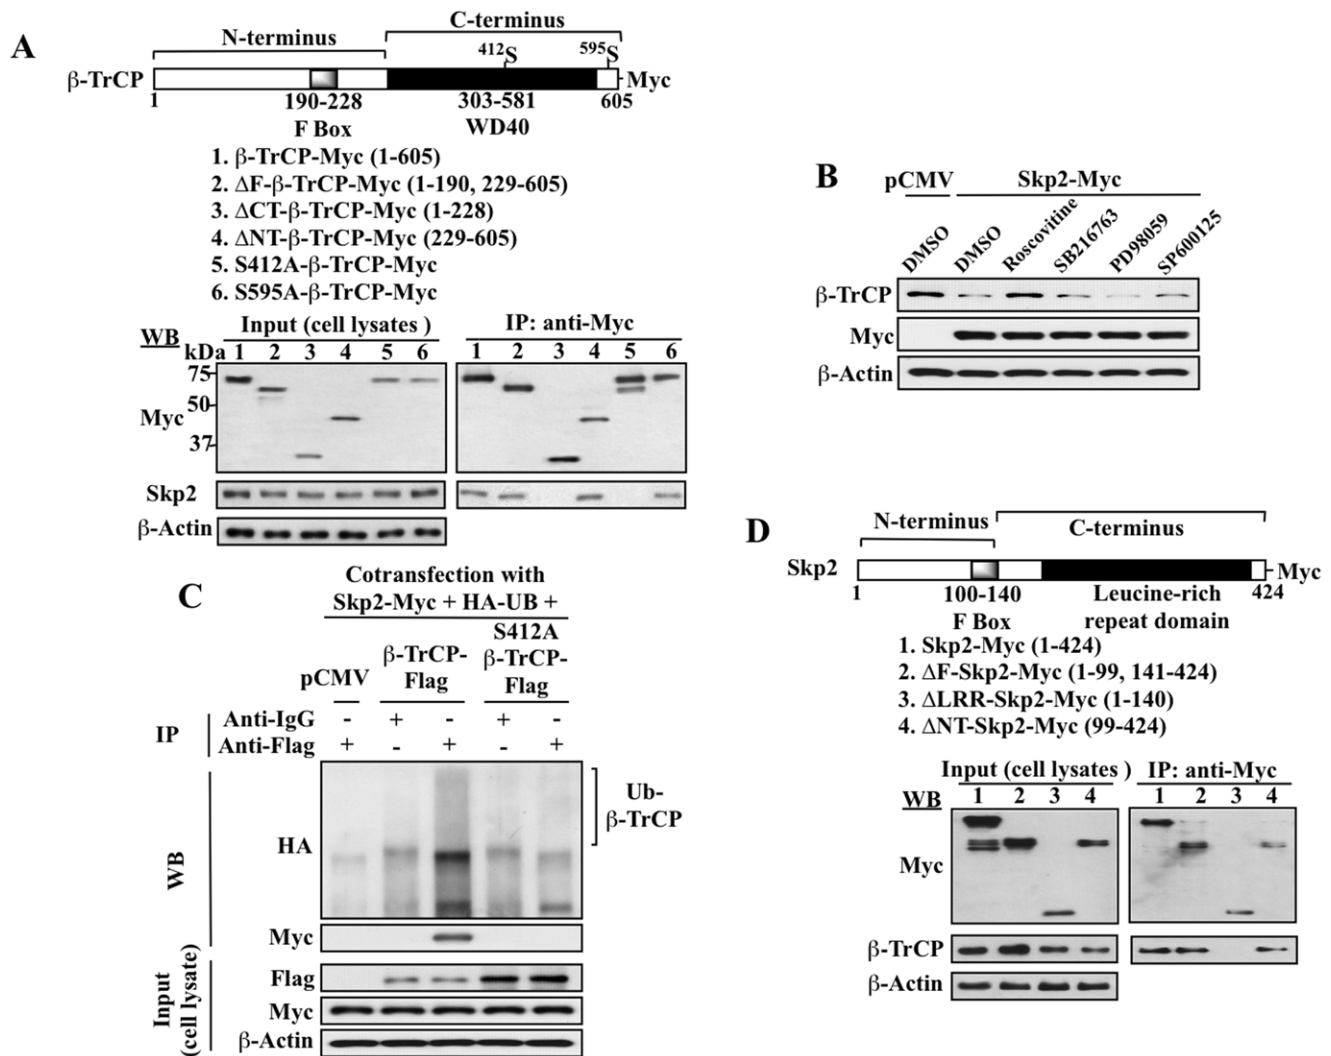 A
N-terminus
C-terminus
412S
595S
β-TrCP
Myc
1
190-228
303-581
605
F Box
WD40
1. β-TrCP-Myc (1-605)
2. ΔF-β-TrCP-Myc (1-190, 229-605)
3. ΔCT-β-TrCP-Myc (1-228)
4. ΔNT-β-TrCP-Myc (229-605)
5. S412A-β-TrCP-Myc
6. S595A-β-TrCP-Myc
WB
Input (cell lysates )
IP: anti-Myc
kDa 1 2 3 4 5 6
1 2 3 4 5 6
75
50
Myc
37
Skp2
β-Actin
B
pCMV
Skp2-Myc
DMSO
DMSO
Roscovitine
SB216763
PD98059
SP600125
β-TrCP
Myc
β-Actin
C
Cotransfection with
Skp2-Myc + HA-UB +
pCMV
β-TrCP-
Flag
S412A
β-TrCP-
Flag
IP
Anti-IgG - + - + -
Anti-Flag + - + - +
WB
HA
Ub-
β-TrCP
Myc
Input
(cell lysate)
Flag
Myc
β-Actin
D
N-terminus
C-terminus
Skp2
Myc
1
100-140
Leucine-rich
424
F Box
repeat domain
1. Skp2-Myc (1-424)
2. ΔF-Skp2-Myc (1-99, 141-424)
3. ΔLRR-Skp2-Myc (1-140)
4. ΔNT-Skp2-Myc (99-424)
Input (cell lysates )
IP: anti-Myc
WB
1 2 3 4
1 2 3 4
Myc
β-TrCP
β-Actin